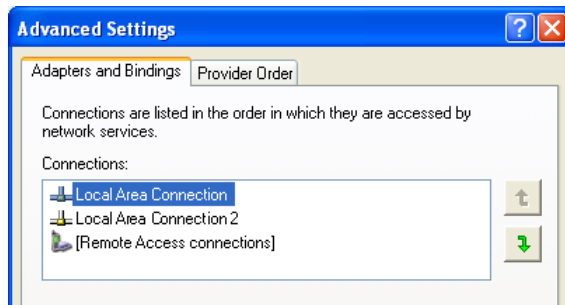 Advanced Settings
Adapters and Bindings Provider Order
Connections are listed in the order in which they are accessed by
network services.
Connections:
Local Area Connection
Local Area Connection 2
[Remote Access connections]